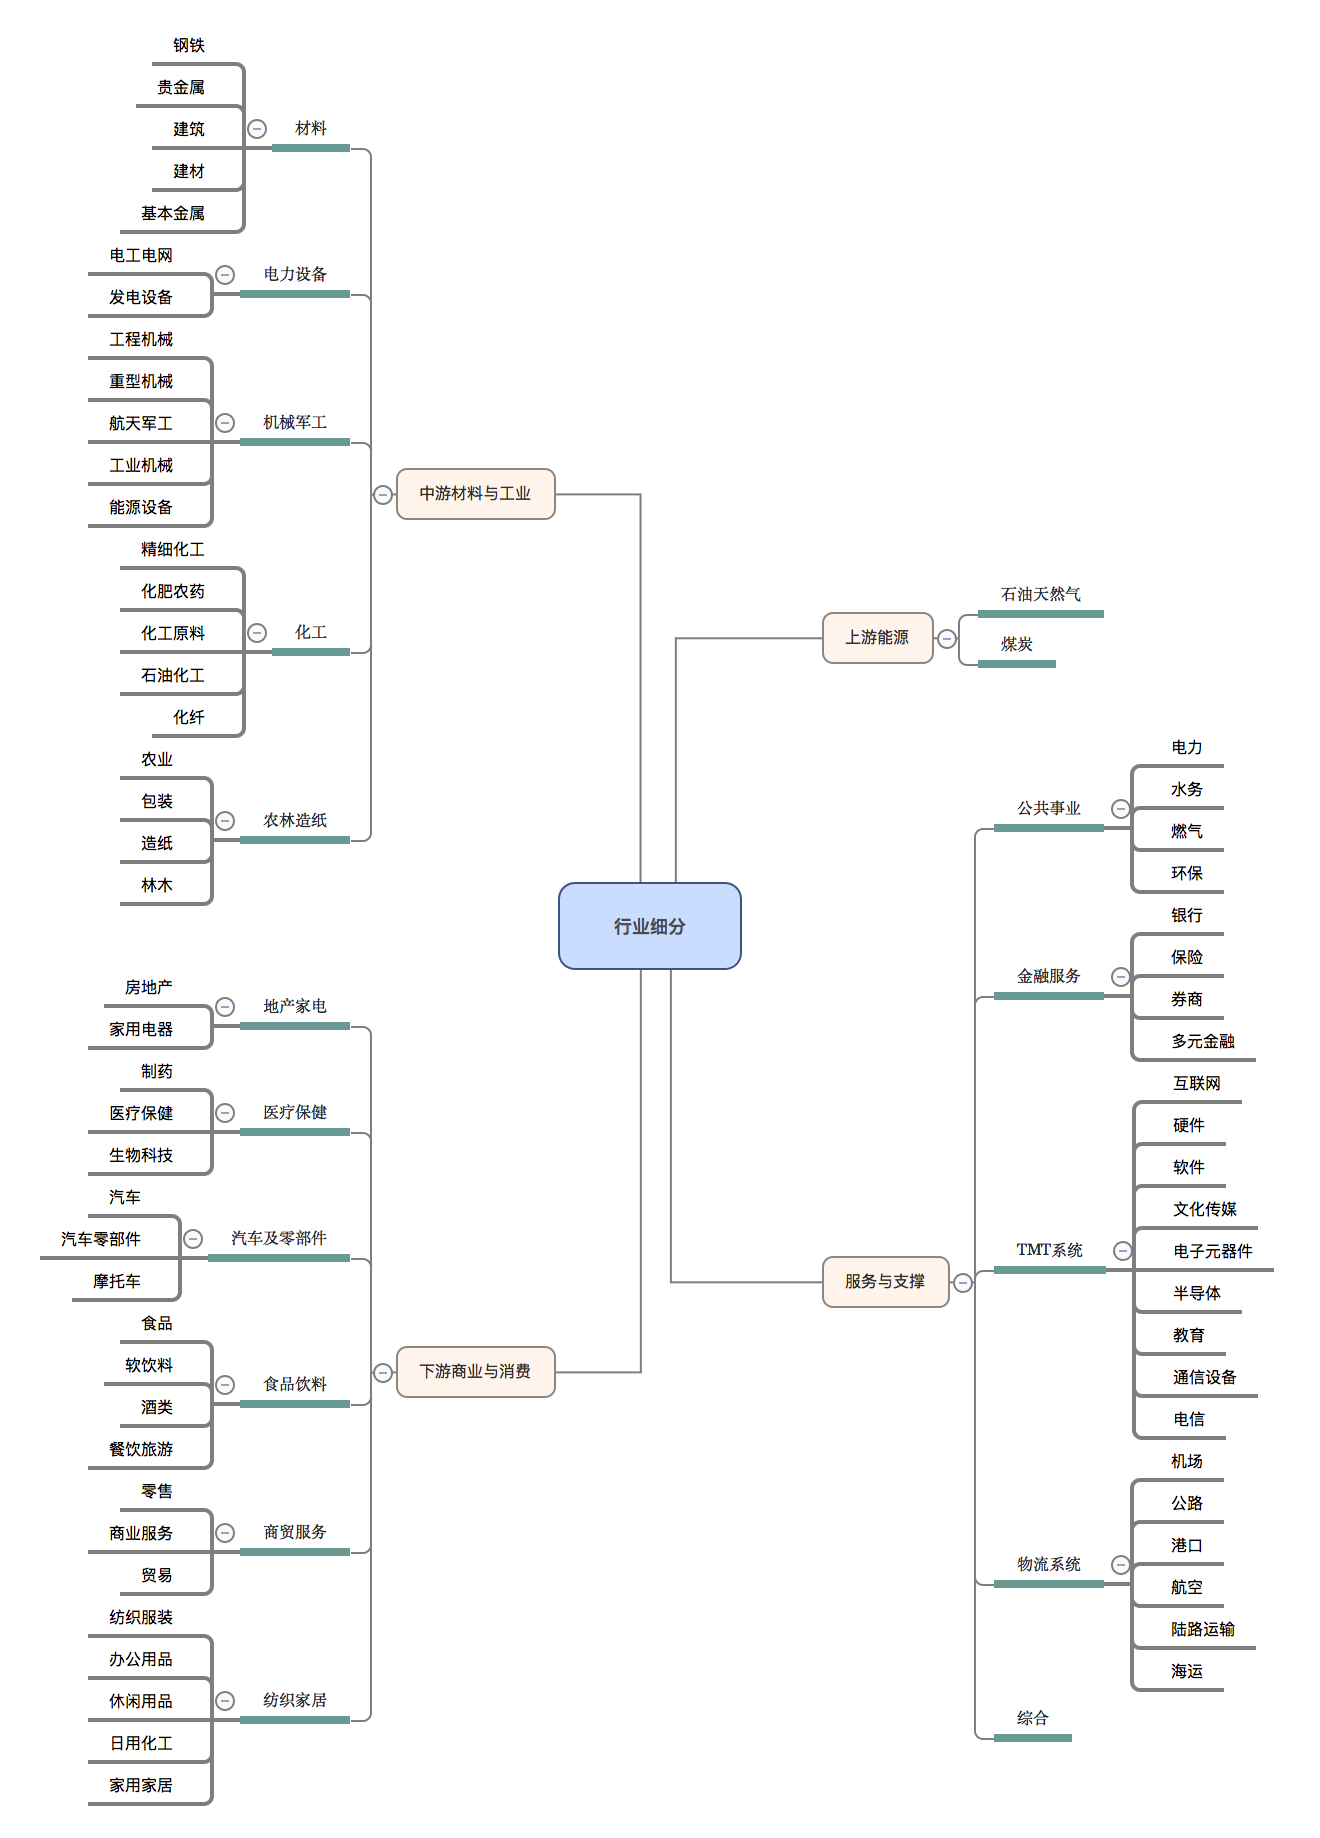 行业细分
中游材料与工业
材料
钢铁
贵金属
建筑
建材
基本金属
电力设备
电工电网
发电设备
机械军工
工程机械
重型机械
航天军工
工业机械
能源设备
化工
精细化工
化肥农药
化工原料
石油化工
化纤
农林造纸
农业
包装
造纸
林木
下游商业与消费
地产家电
房地产
家用电器
医疗保健
制药
医疗保健
生物科技
汽车及零部件
汽车
汽车零部件
摩托车
食品饮料
食品
软饮料
酒类
餐饮旅游
商贸服务
零售
商业服务
贸易
纺织家居
纺织服装
办公用品
休闲用品
日用化工
家用家居
上游能源
石油天然气
煤炭
服务与支撑
公共事业
电力
水务
燃气
环保
金融服务
银行
保险
券商
多元金融
TMT系统
互联网
硬件
软件
文化传媒
电子元器件
半导体
教育
通信设备
电信
物流系统
机场
公路
港口
航空
陆路运输
海运
综合